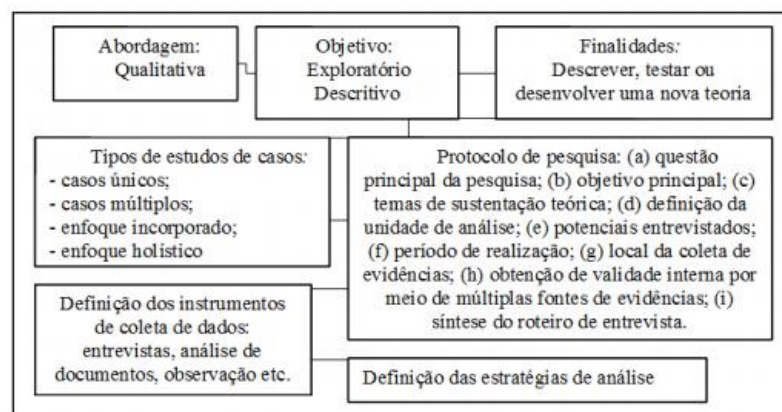 Abordagem:
Qualitativa
Objetivo:
Exploratório
Descritivo
Finalidades:
Descrever, testar ou
desenvolver uma nova teoria
Tipos de estudos de casos:
- casos únicos;
- casos múltiplos;
- enfoque incorporado;
- enfoque holístico
Protocolo de pesquisa: (a) questão
principal da pesquisa; (b) objetivo principal; (c)
temas de sustentação teórica; (d) definição da
unidade de análise; (e) potenciais entrevistados;
(f) período de realização; (g) local da coleta de
evidências; (h) obtenção de validade interna por
meio de múltiplas fontes de evidências; (i)
síntese do roteiro de entrevista.
Definição dos instrumentos
de coleta de dados:
entrevistas, análise de
documentos, observação etc.
Definição das estratégias de análise